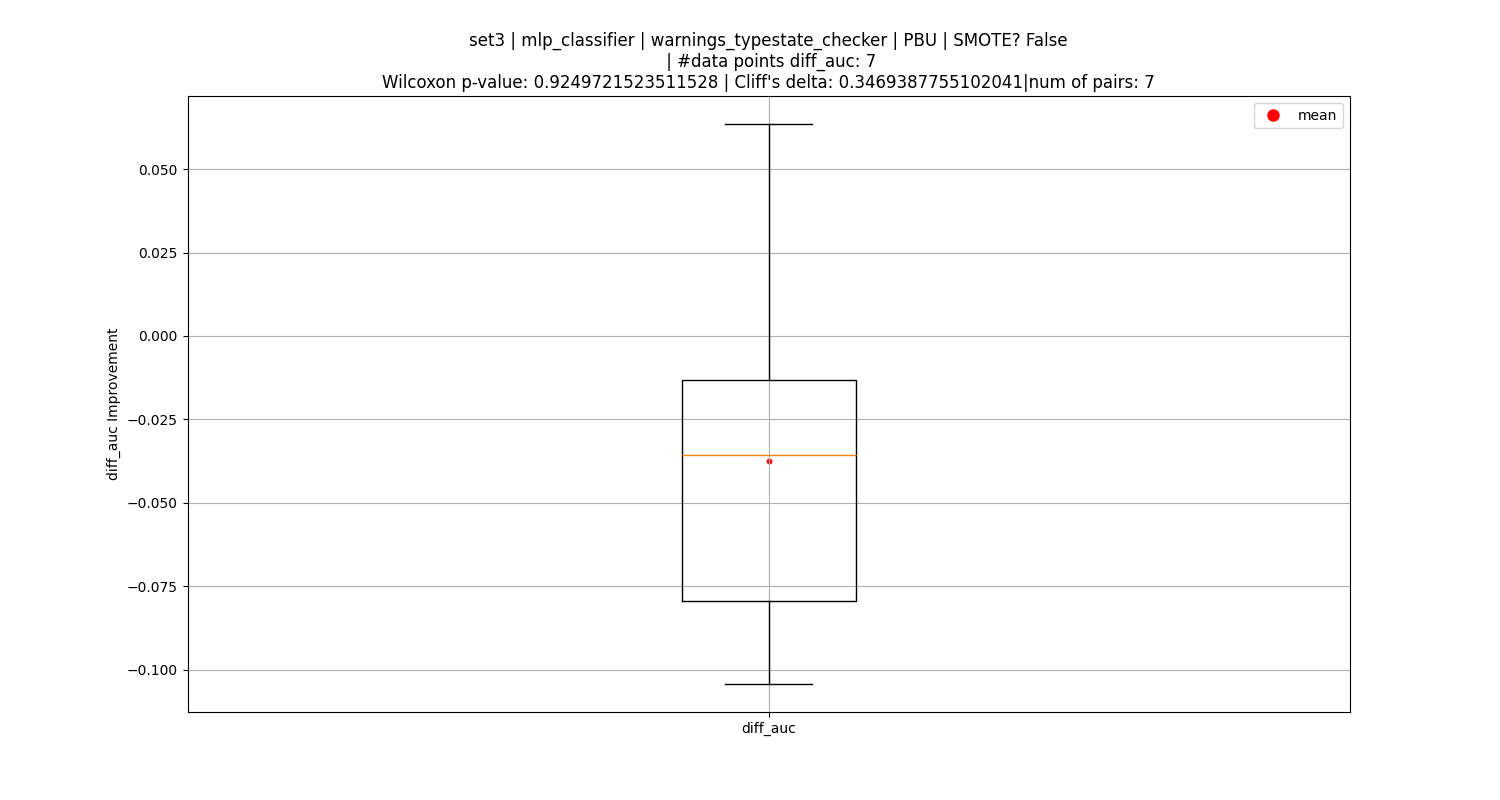 set3 | mlp_classifier | warnings_typestate_checker | PBU | SMOTE? False
| #data points diff_auc: 7
Wilcoxon p-value: 0.9249721523511528 | Cliff's delta: 0.3469387755102041|num of pairs: 7
mean
0.050
0.025
0.000
−0.025
−0.050
−0.075
−0.100
diff_auc Improvement
diff_auc